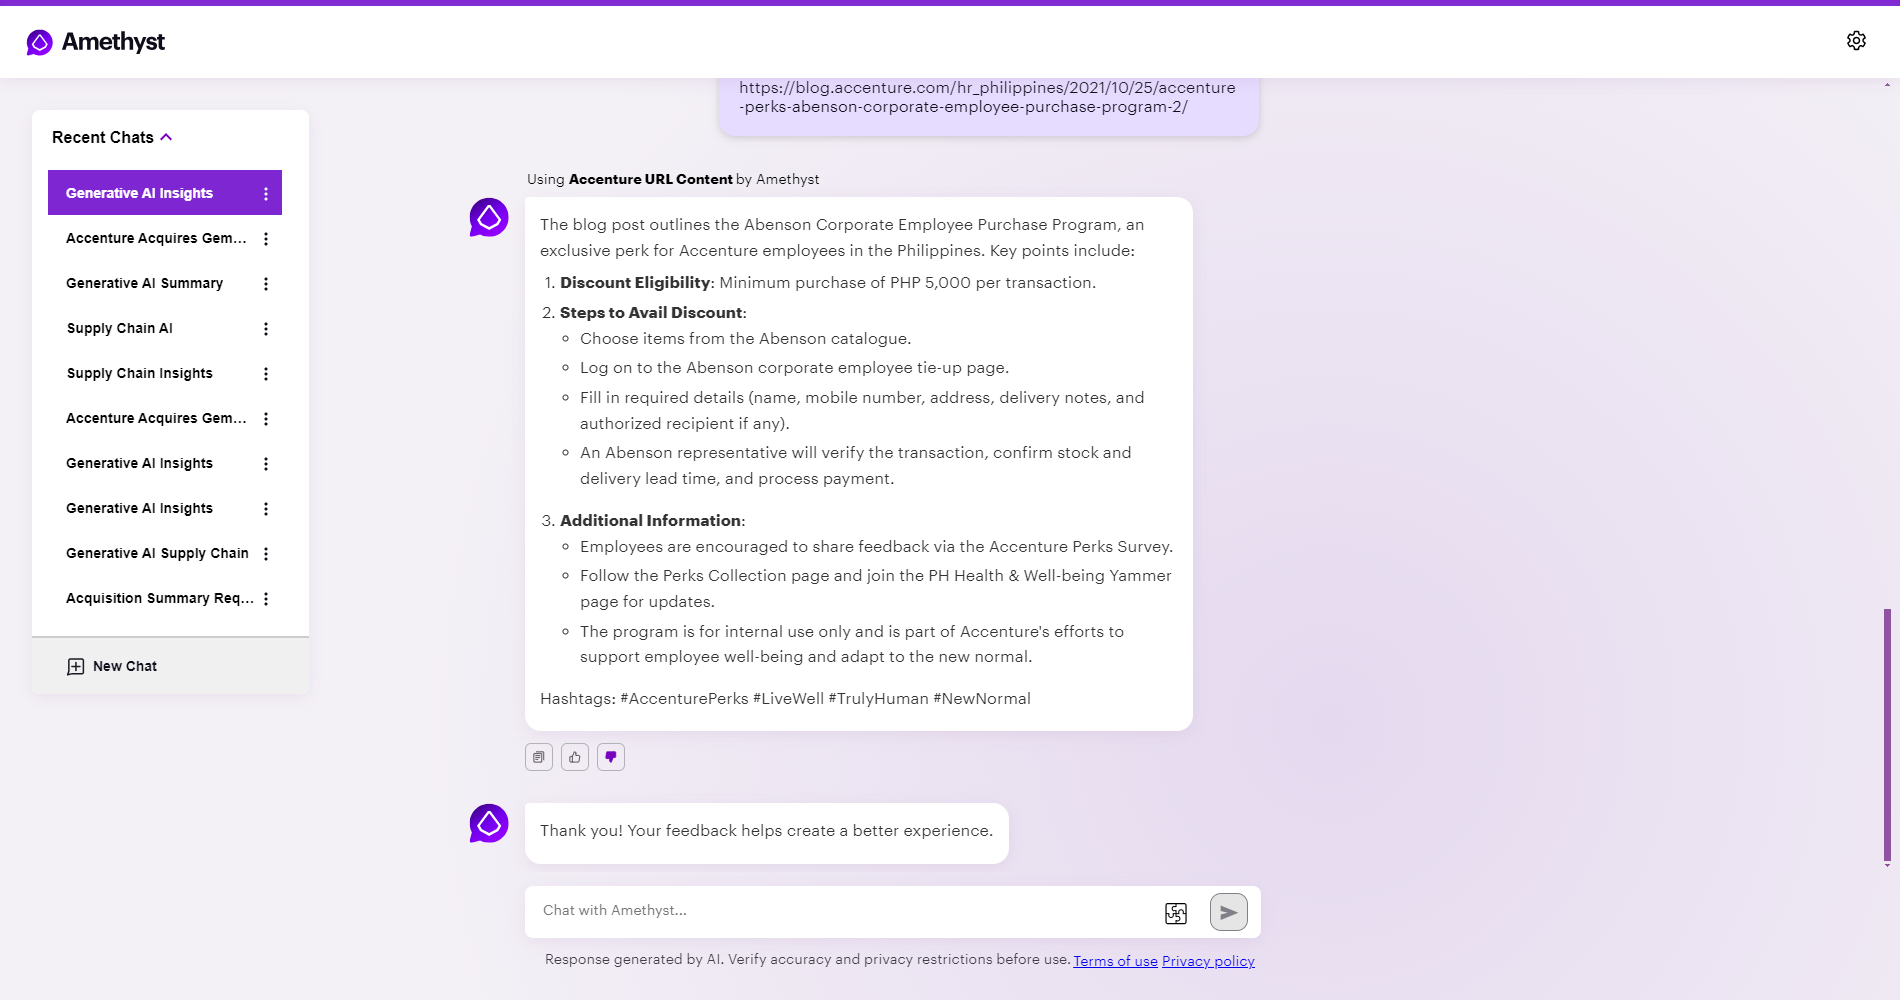 Amethyst
Recent Chats
Generative AI Insights
Accenture Acquires Gem...
Generative AI Summary
Supply Chain AI
Supply Chain Insights
Accenture Acquires Gem...
Generative AI Insights
Generative AI Insights
Generative AI Supply Chain
Acquisition Summary Req...
New Chat
https://blog.accenture.com/hr_philippines/2021/10/25/accenture
-perks-abenson-corporate-employee-purchase-program-2/
Using Accenture URL Content by Amethyst
The blog post outlines the Abenson Corporate Employee Purchase Program, an
exclusive perk for Accenture employees in the Philippines. Key points include:
1. Discount Eligibility: Minimum purchase of PHP 5,000 per transaction.
2. Steps to Avail Discount:
Choose items from the Abenson catalogue.
Log on to the Abenson corporate employee tie-up page.
Fill in required details (name, mobile number, address, delivery notes, and
authorized recipient if any).
An Abenson representative will verify the transaction, confirm stock and
delivery lead time, and process payment.
3. Additional Information:
Employees are encouraged to share feedback via the Accenture Perks Survey.
Follow the Perks Collection page and join the PH Health & Well-being Yammer
page for updates.
The program is for internal use only and is part of Accenture's efforts to
support employee well-being and adapt to the new normal.
Hashtags: #AccenturePerks #LiveWell #TrulyHuman #NewNormal
Thank you! Your feedback helps create a better experience.
Chat with Amethyst...
Response generated by AI. Verify accuracy and privacy restrictions before use. Terms of use Privacy policy